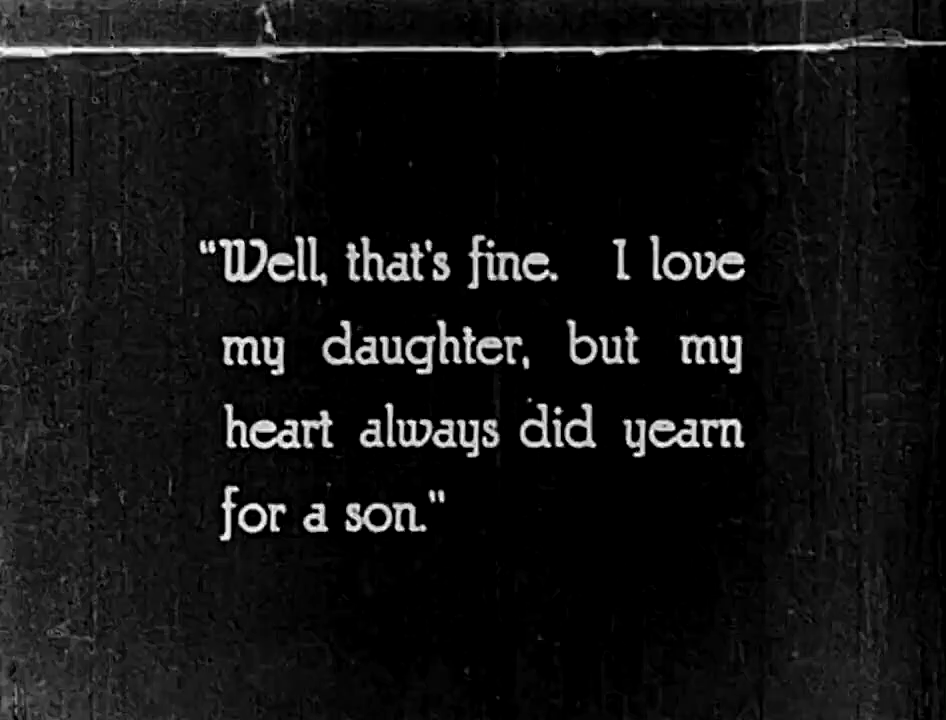 "Well, that's fine. I love
my daughter, but my
heart always did yearn
for a son."